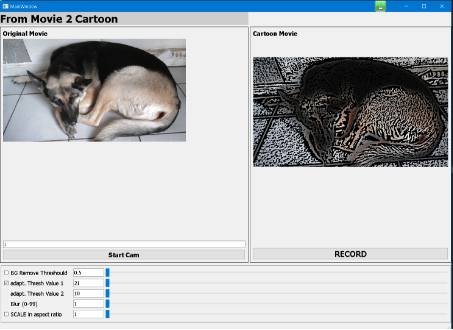 MainWindow
From Movie 2 Cartoon
Original Movie
Cartoon Movie
1
Start Cam
RECORD
BG Remove Threshould 0.5
adapt. Thresh Value 1 21
adapt. Thresh Value 2 10
Blur (0-99) 1
SCALE in aspect ratio 1